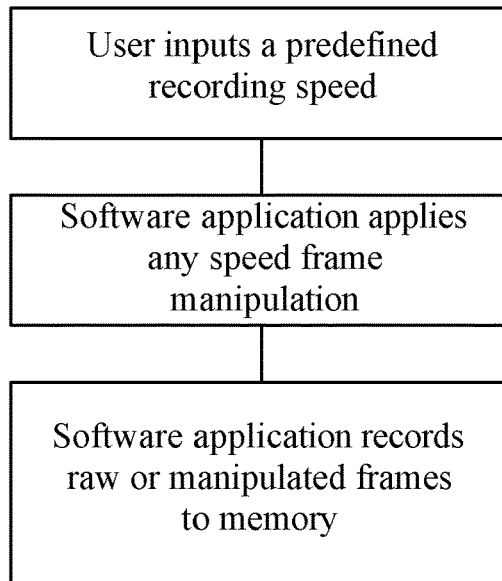 User inputs a predefined
recording speed
Software application applies
any speed frame
manipulation
Software application records
raw or manipulated frames
to memory